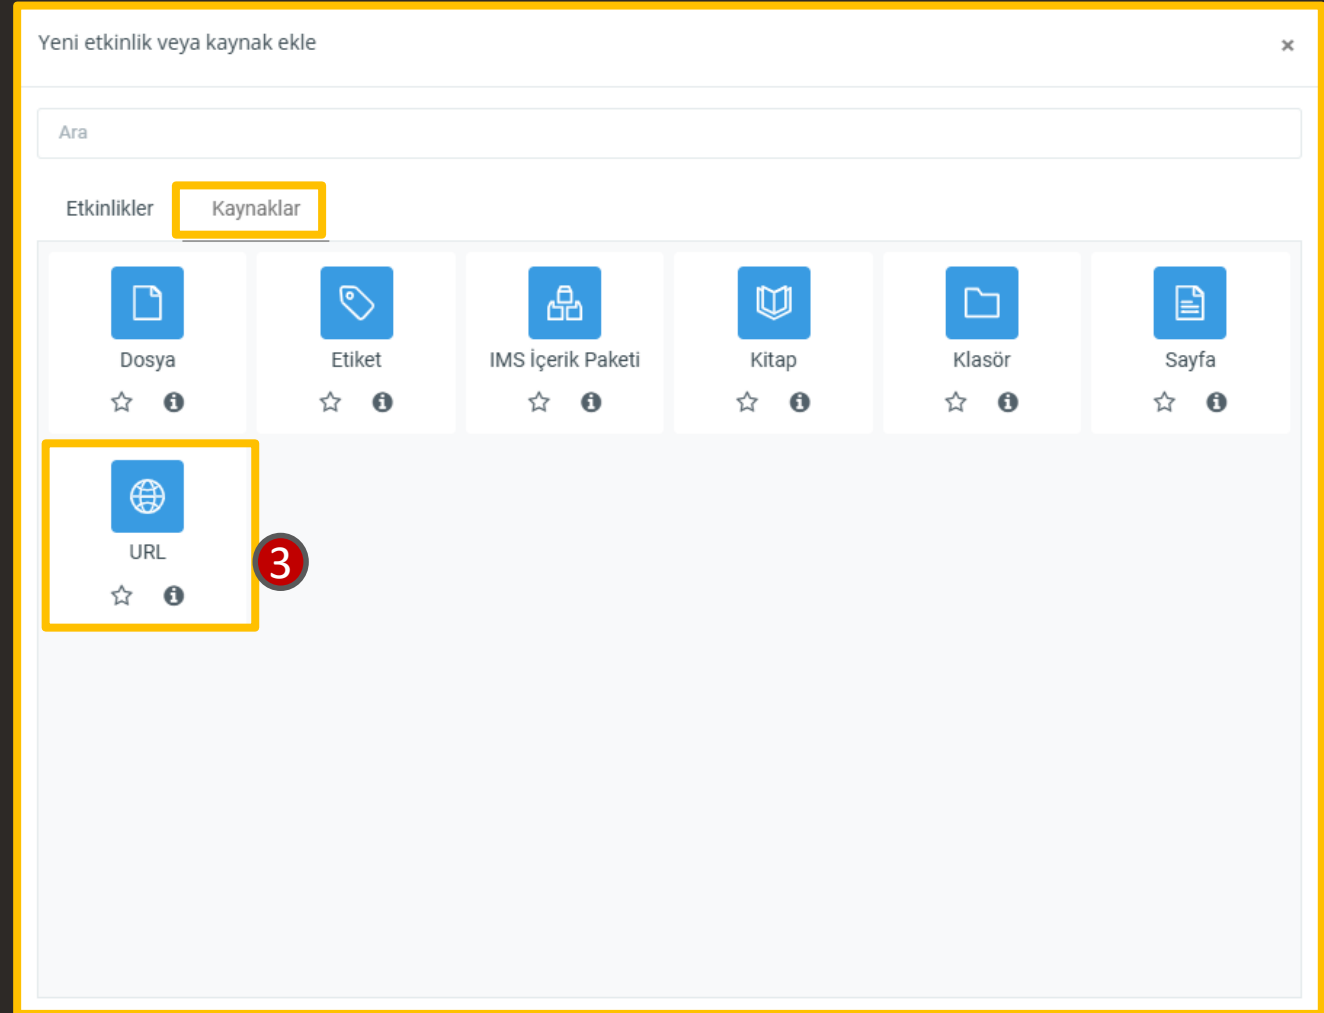 Yeni etkinlik veya kaynak ekle
Ara
Etkinlikler Kaynaklar
Dosya Etiket IMS İçerik Paketi Kitap Klasör Sayfa
URL
3